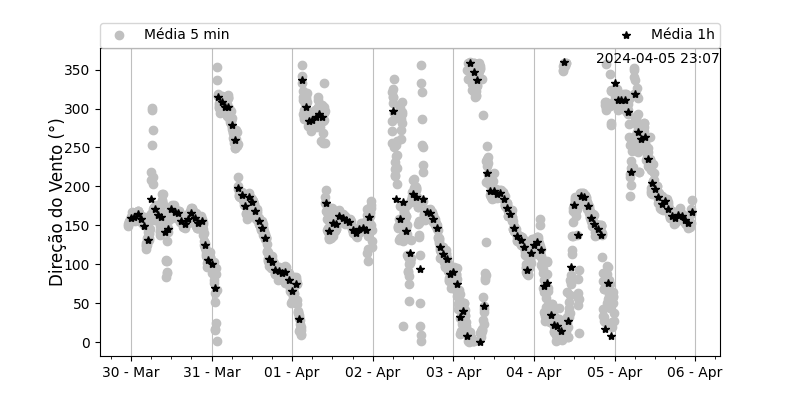 Média 5 min
Média 1h
2024-04-05 23:07
Direção do Vento (°)
350
300
250
200
150
100
50
0
30 - Mar
31 - Mar
01 - Apr
02 - Apr
03 - Apr
04 - Apr
05 - Apr
06 - Apr